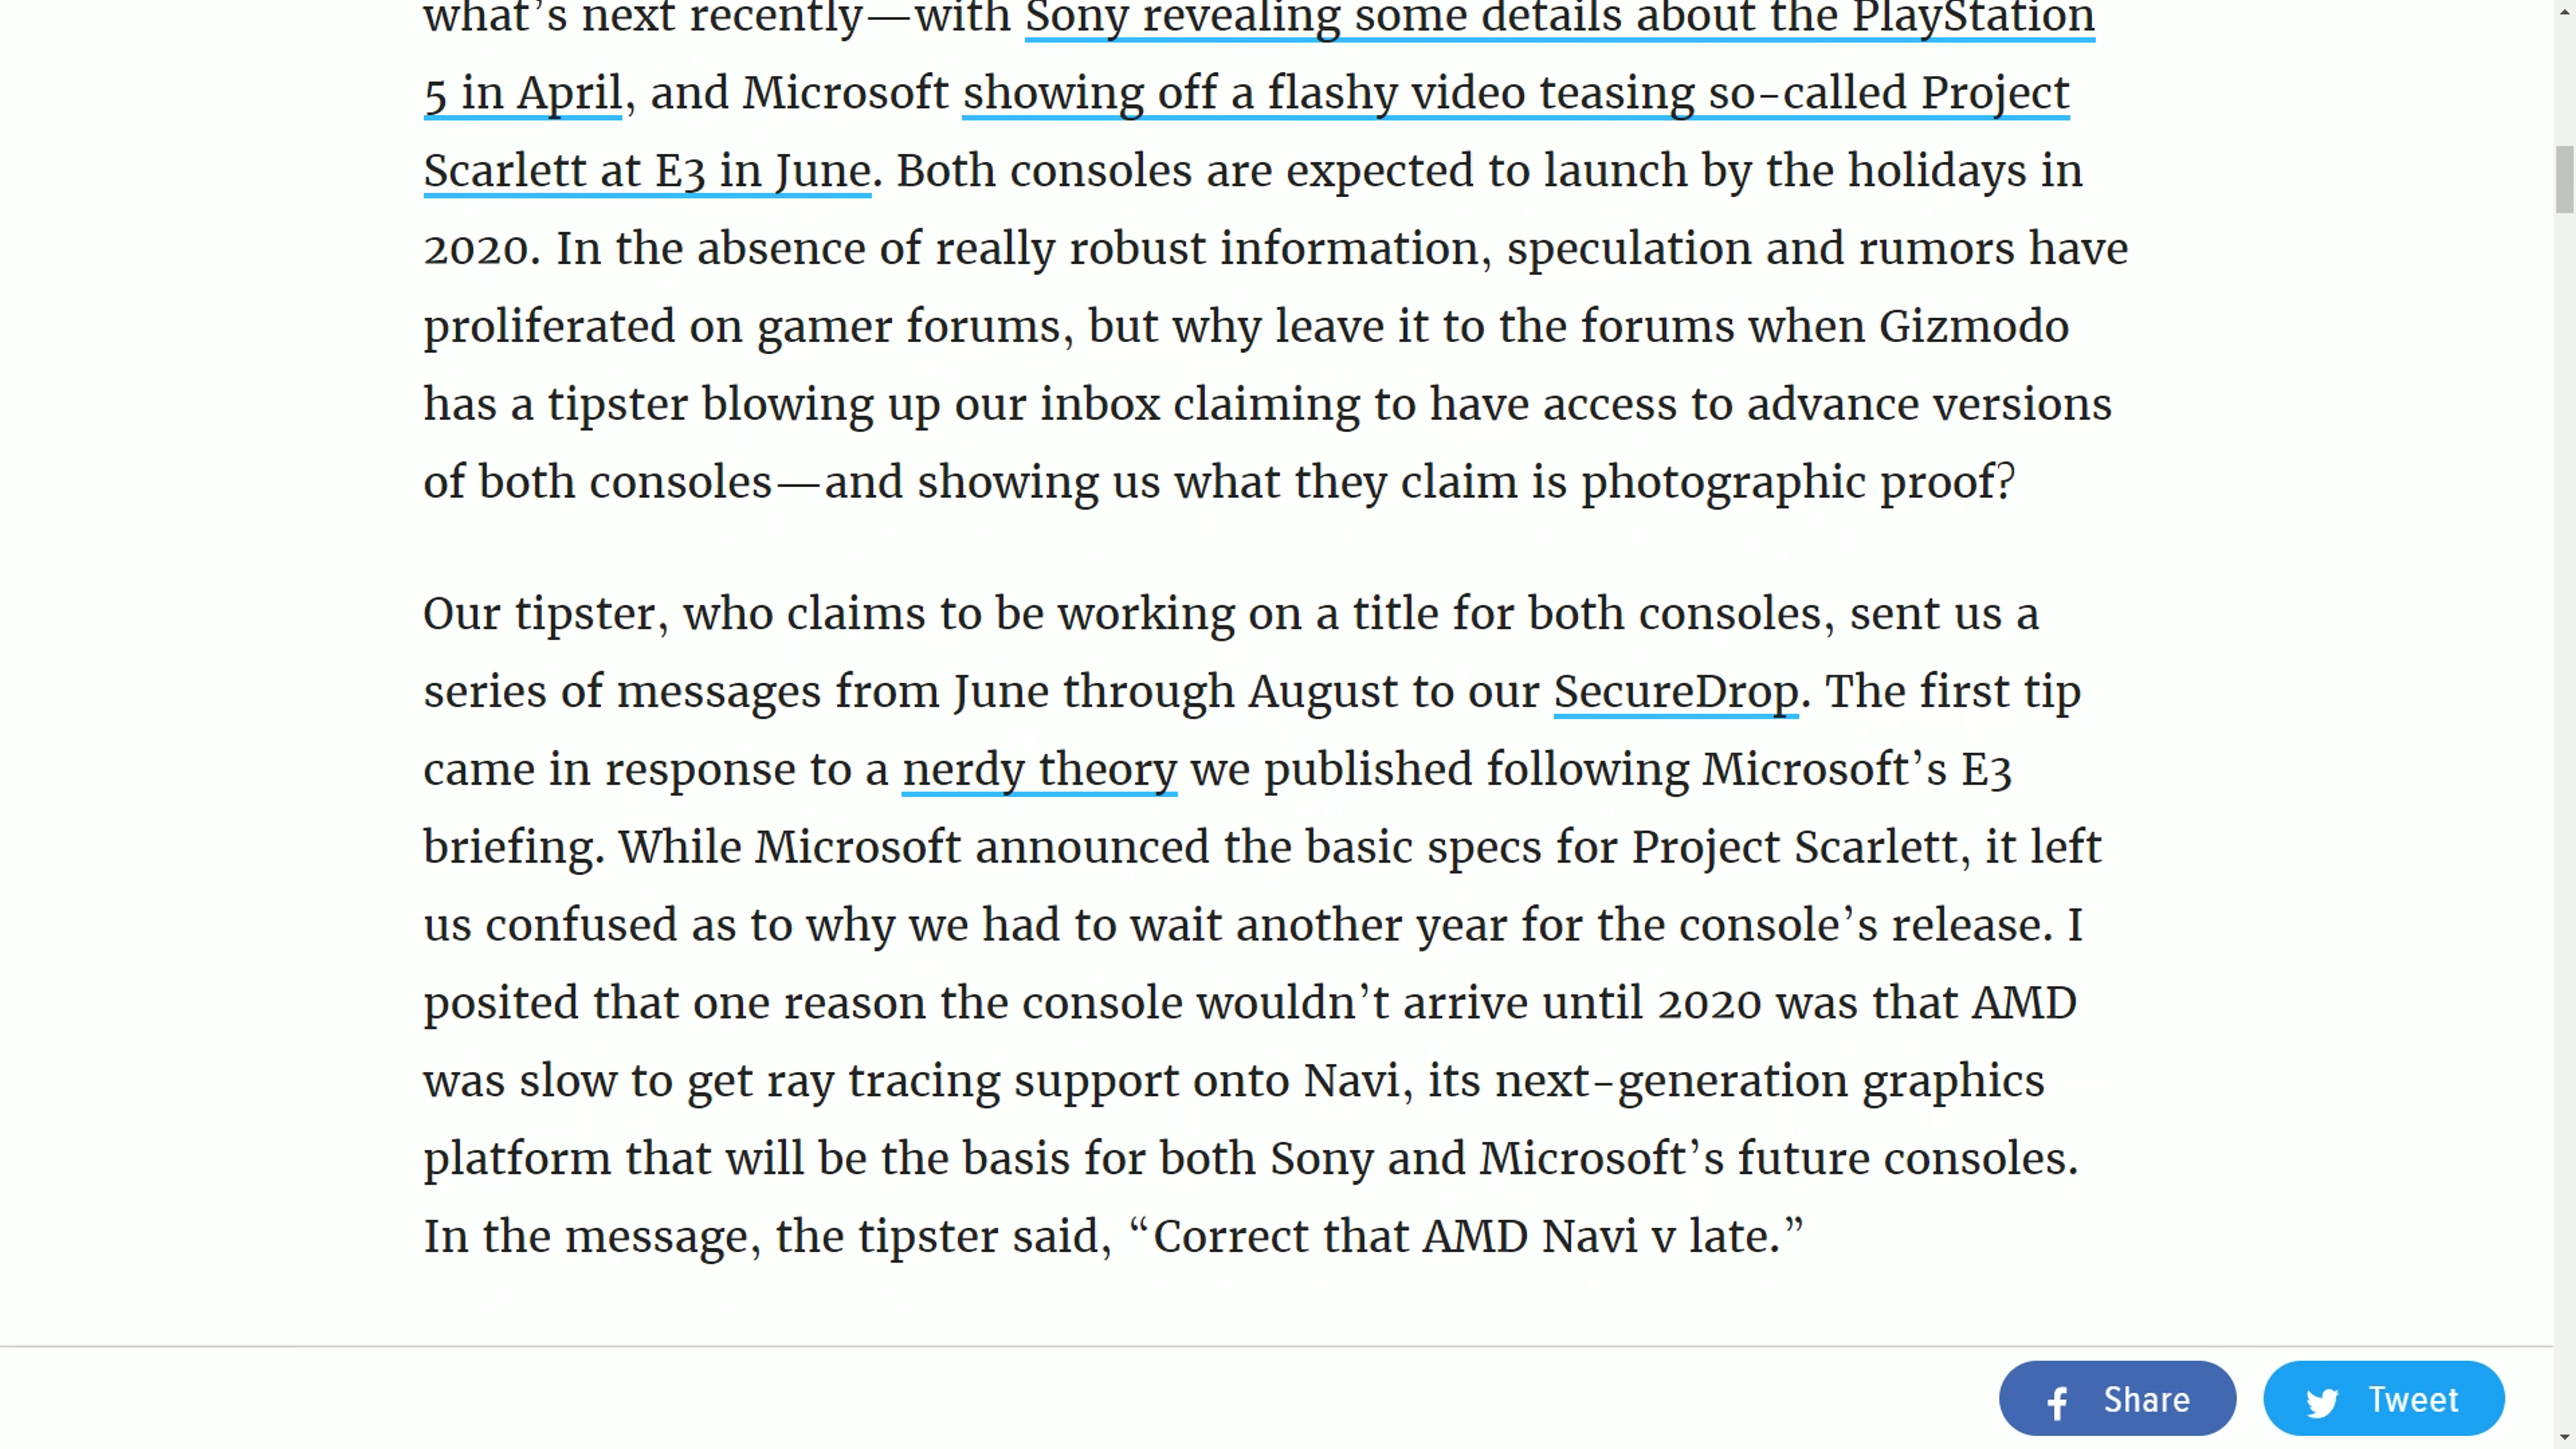 what’s next recently—with Sony revealing some details about the PlayStation
5 in April, and Microsoft showing off a flashy video teasing so-called Project
Scarlett at E3 in June. Both consoles are expected to launch by the holidays in
2020. In the absence of really robust information, speculation and rumors have
proliferated on gamer forums, but why leave it to the forums when Gizmodo
has a tipster blowing up our inbox claiming to have access to advance versions
of both consoles—and showing us what they claim is photographic proof?
Our tipster, who claims to be working on a title for both consoles, sent us a
series of messages from June through August to our SecureDrop. The first tip
came in response to a nerdy theory we published following Microsoft’s E3
briefing. While Microsoft announced the basic specs for Project Scarlett, it left
us confused as to why we had to wait another year for the console’s release. I
posited that one reason the console wouldn’t arrive until 2020 was that AMD
was slow to get ray tracing support onto Navi, its next-generation graphics
platform that will be the basis for both Sony and Microsoft’s future consoles.
In the message, the tipster said, “Correct that AMD Navi v late.”
Share Tweet